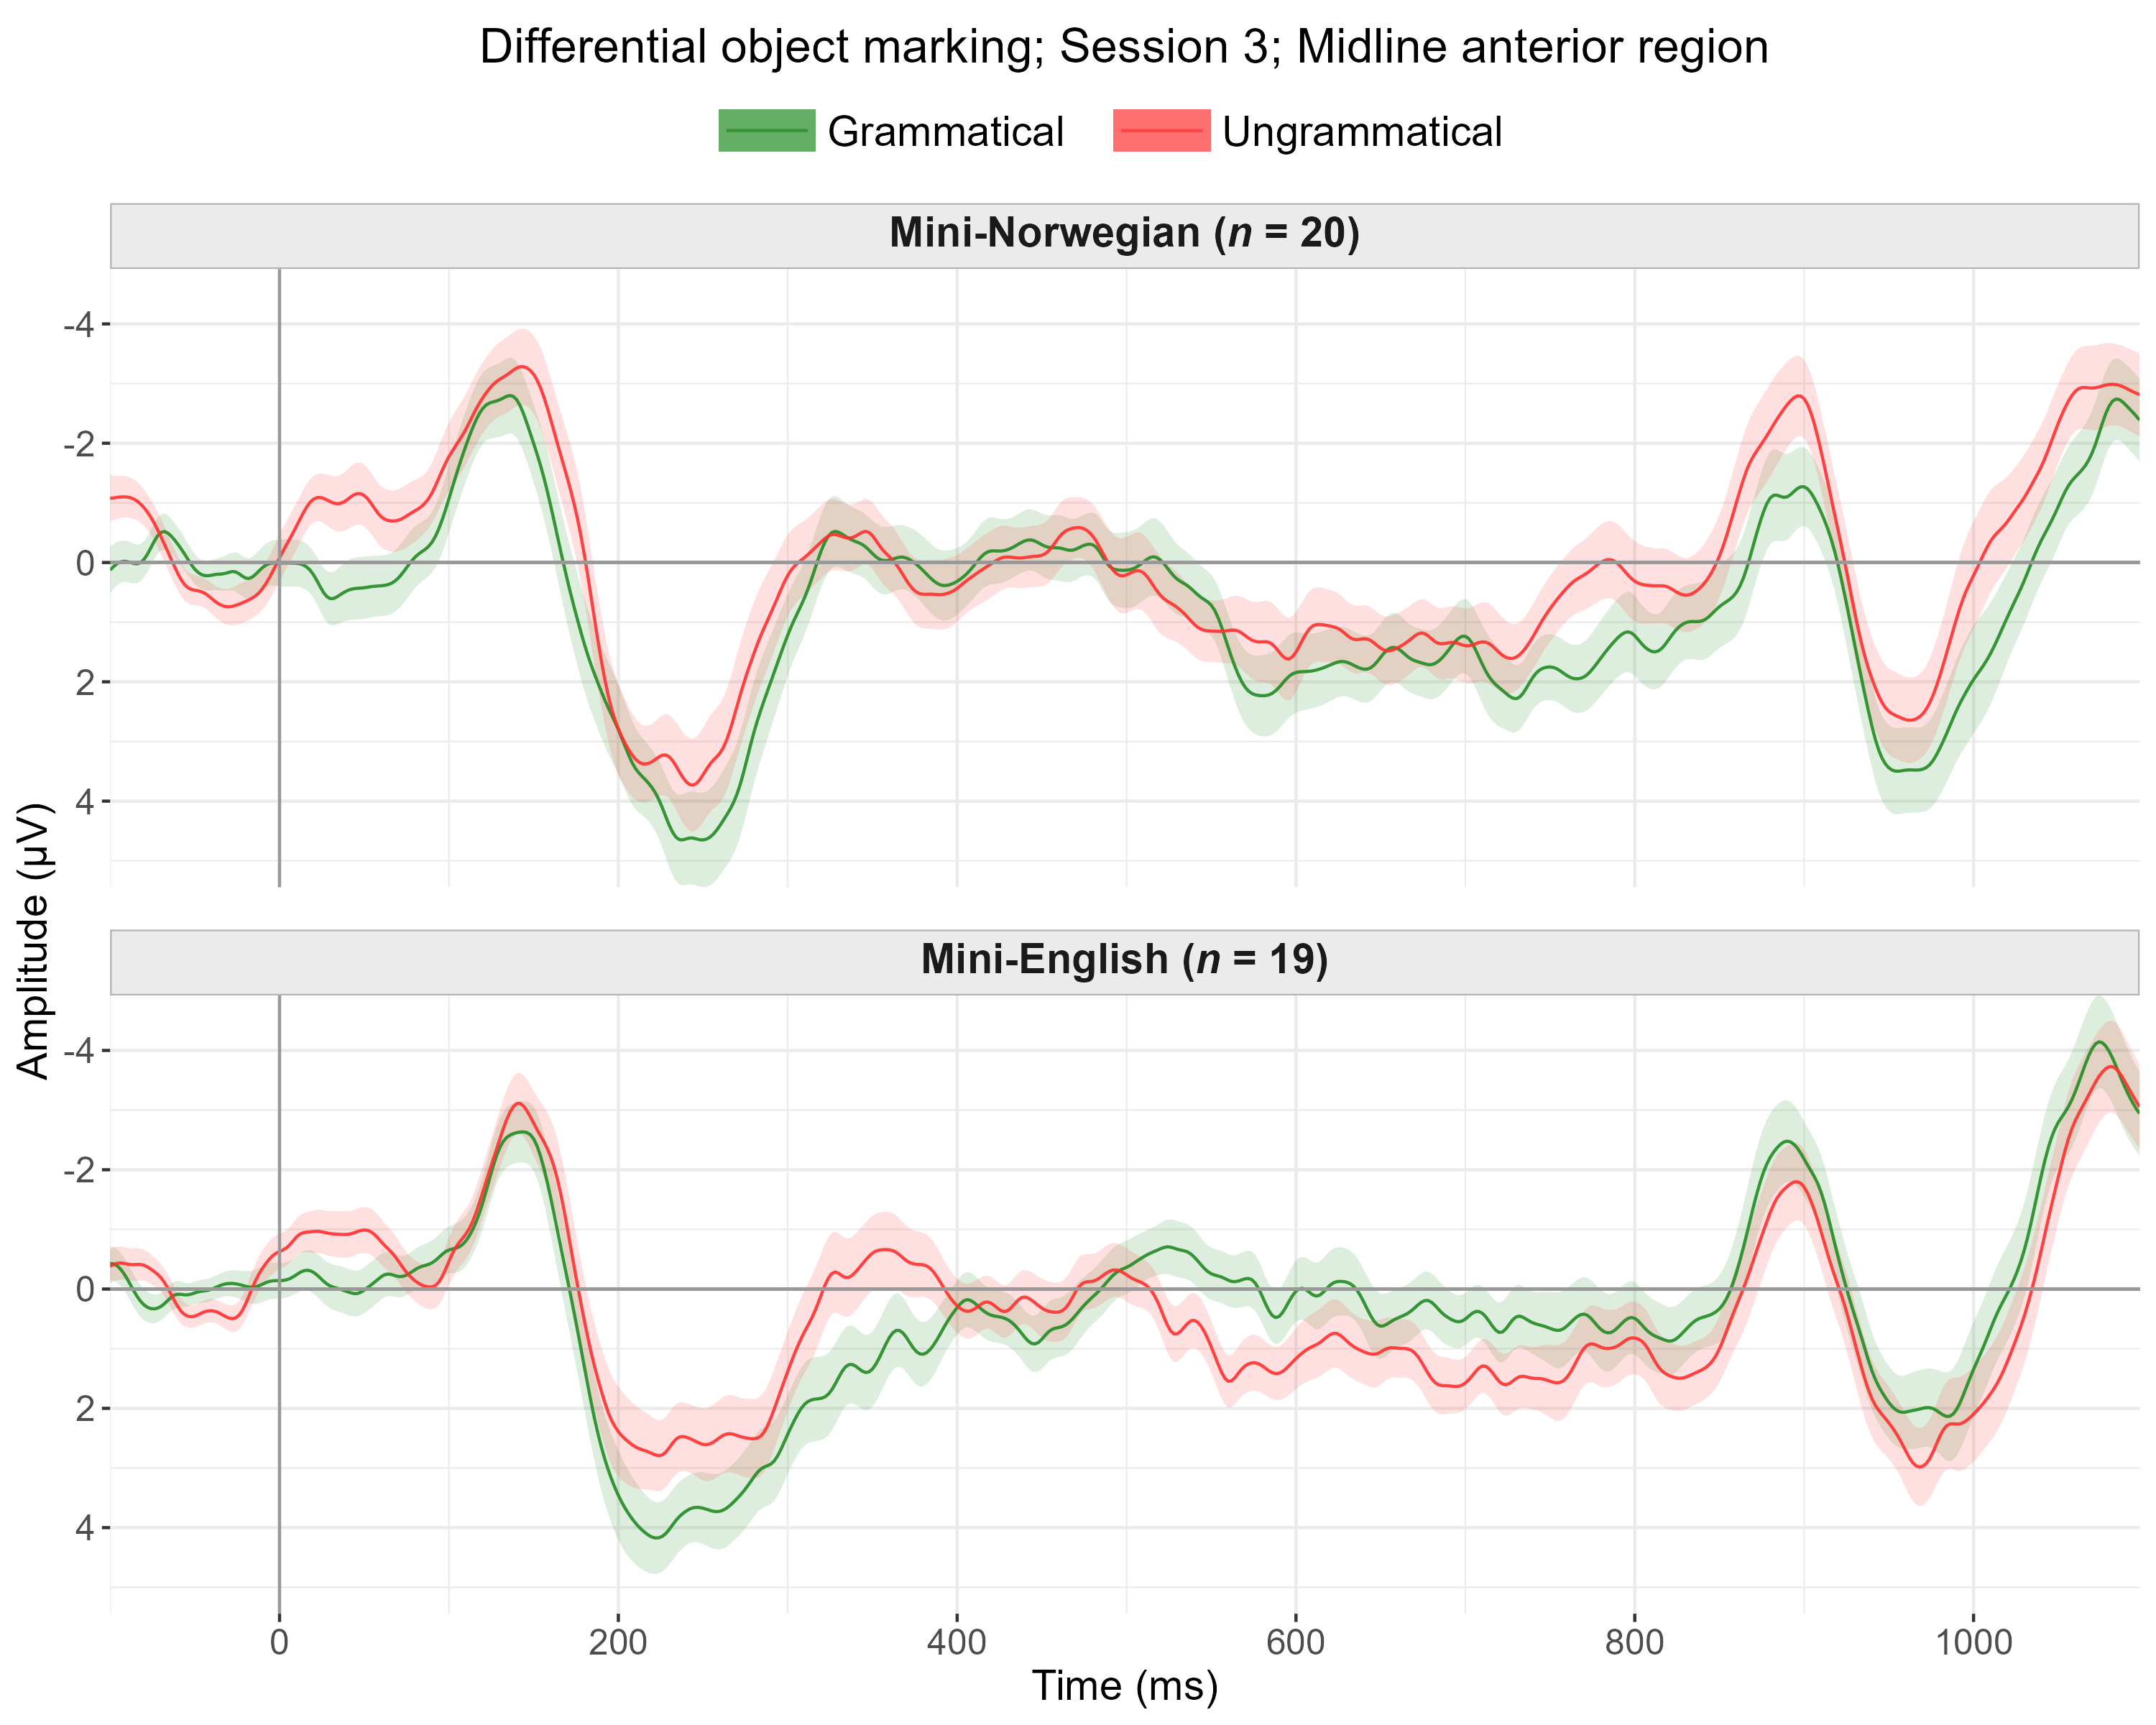 Differential object marking; Session 3; Midline anterior region
Grammatical
Ungrammatical
Mini-Norwegian (n = 20)
-4
-2
0
2
4
Mini-English (n = 19)
-4
-2
0
2
4
0
200
400
600
800
1000
Time (ms)
Amplitude (µV)